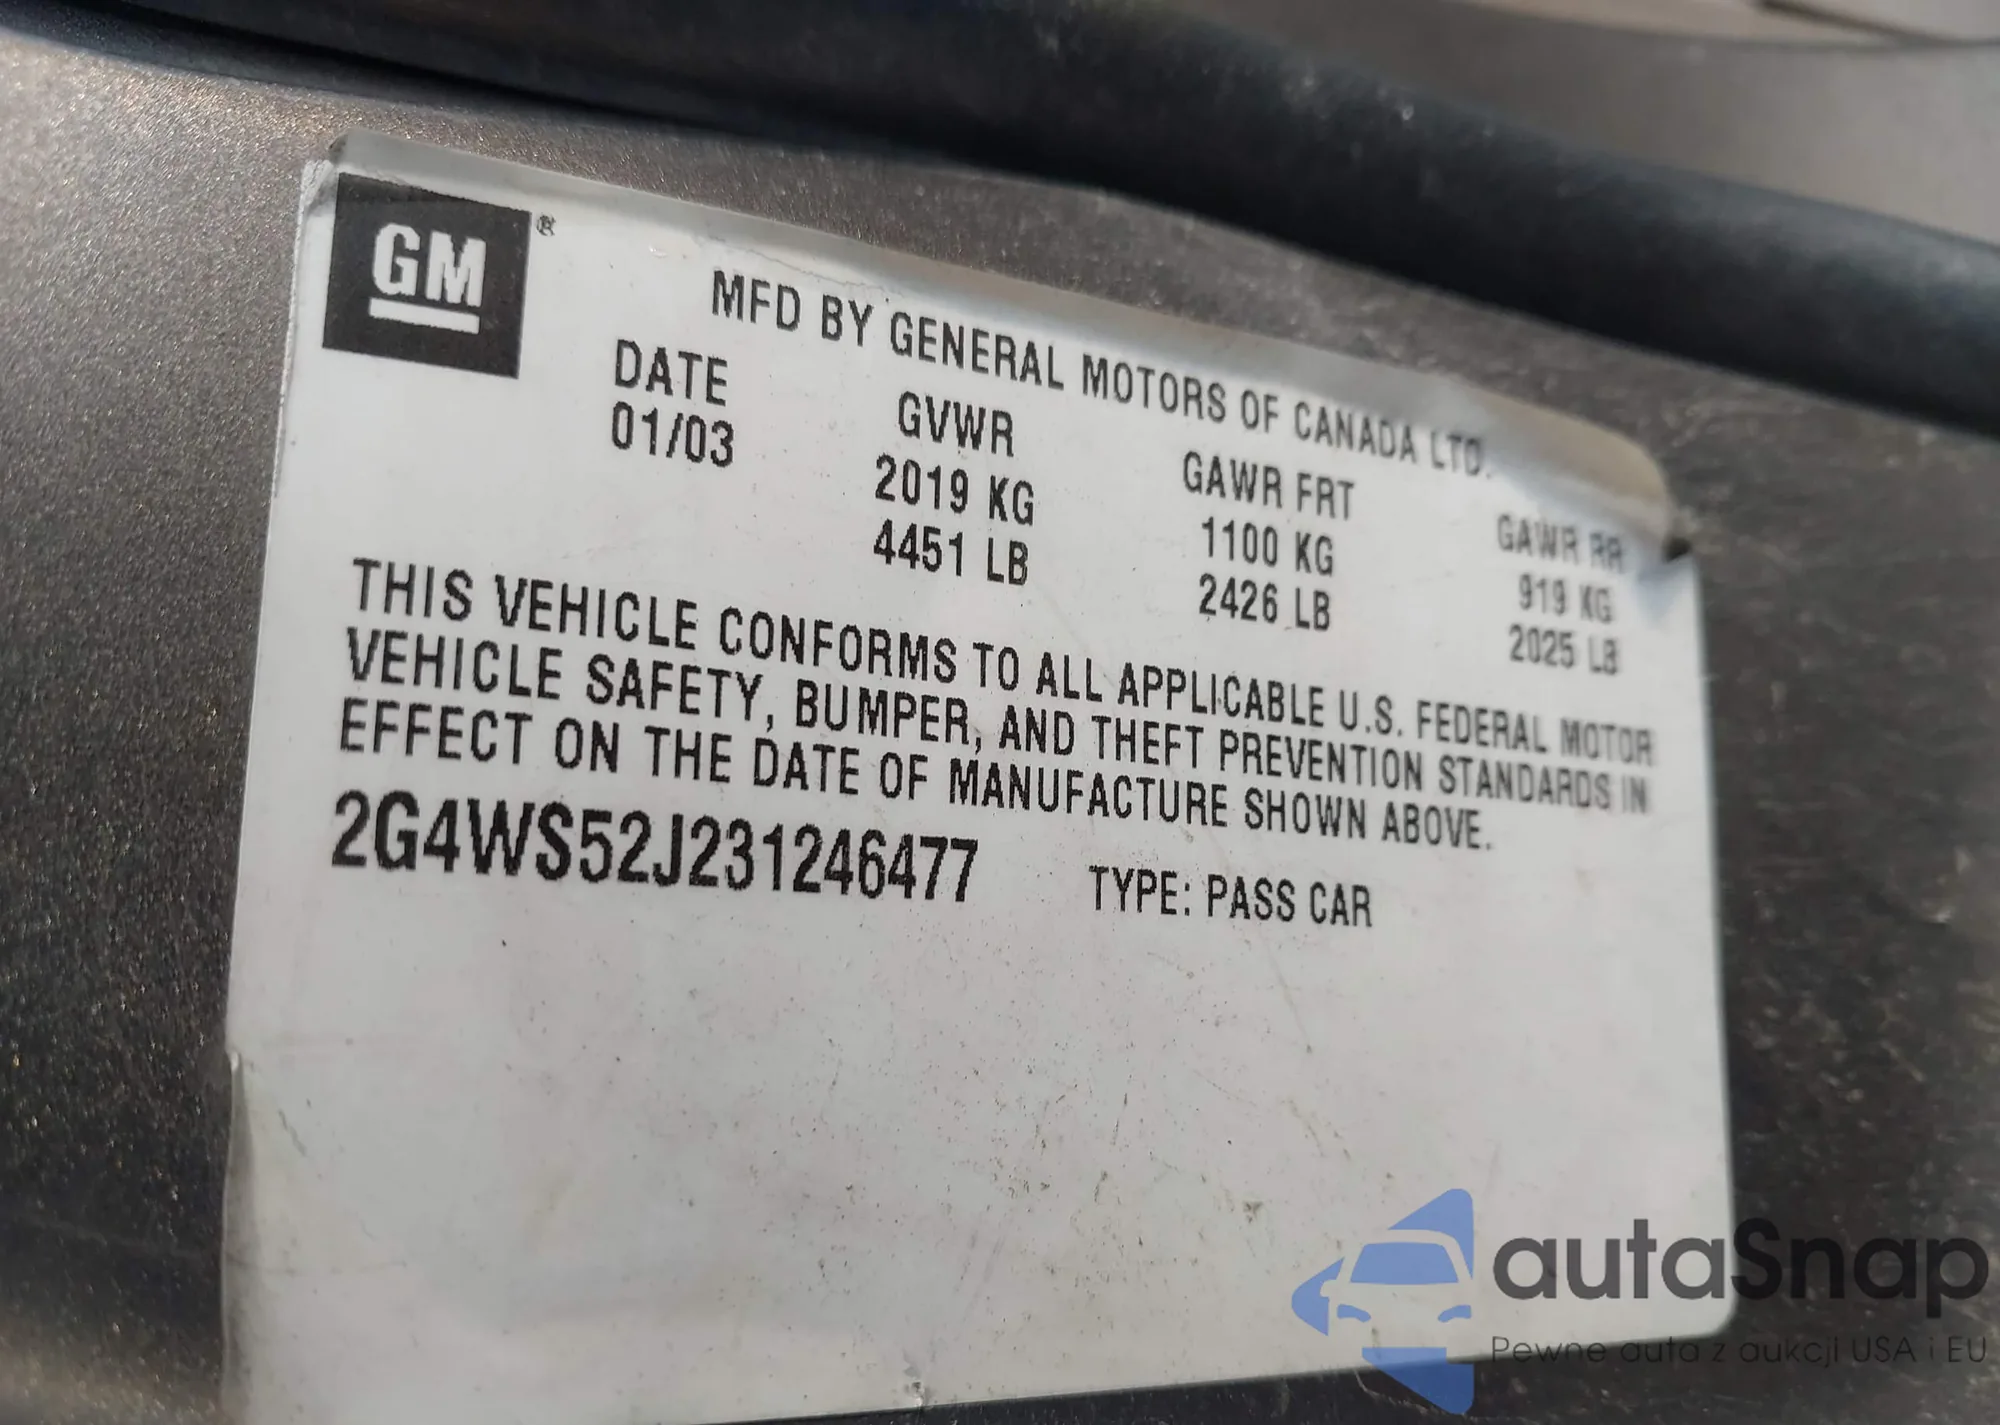 GM ®
MFD BY GENERAL MOTORS OF CANADA LTD.
DATE GVWR GAWR FRT GAWR RR
01/03 2019 KG 1100 KG 919 KG
4451 LB 2426 LB 2025 LB
THIS VEHICLE CONFORMS TO ALL APPLICABLE U.S. FEDERAL MOTOR
VEHICLE SAFETY, BUMPER, AND THEFT PREVENTION STANDARDS IN
EFFECT ON THE DATE OF MANUFACTURE SHOWN ABOVE.
2G4WS52J231246477 TYPE: PASS CAR
autaSnap
Pewne auta z aukcji USA i EU